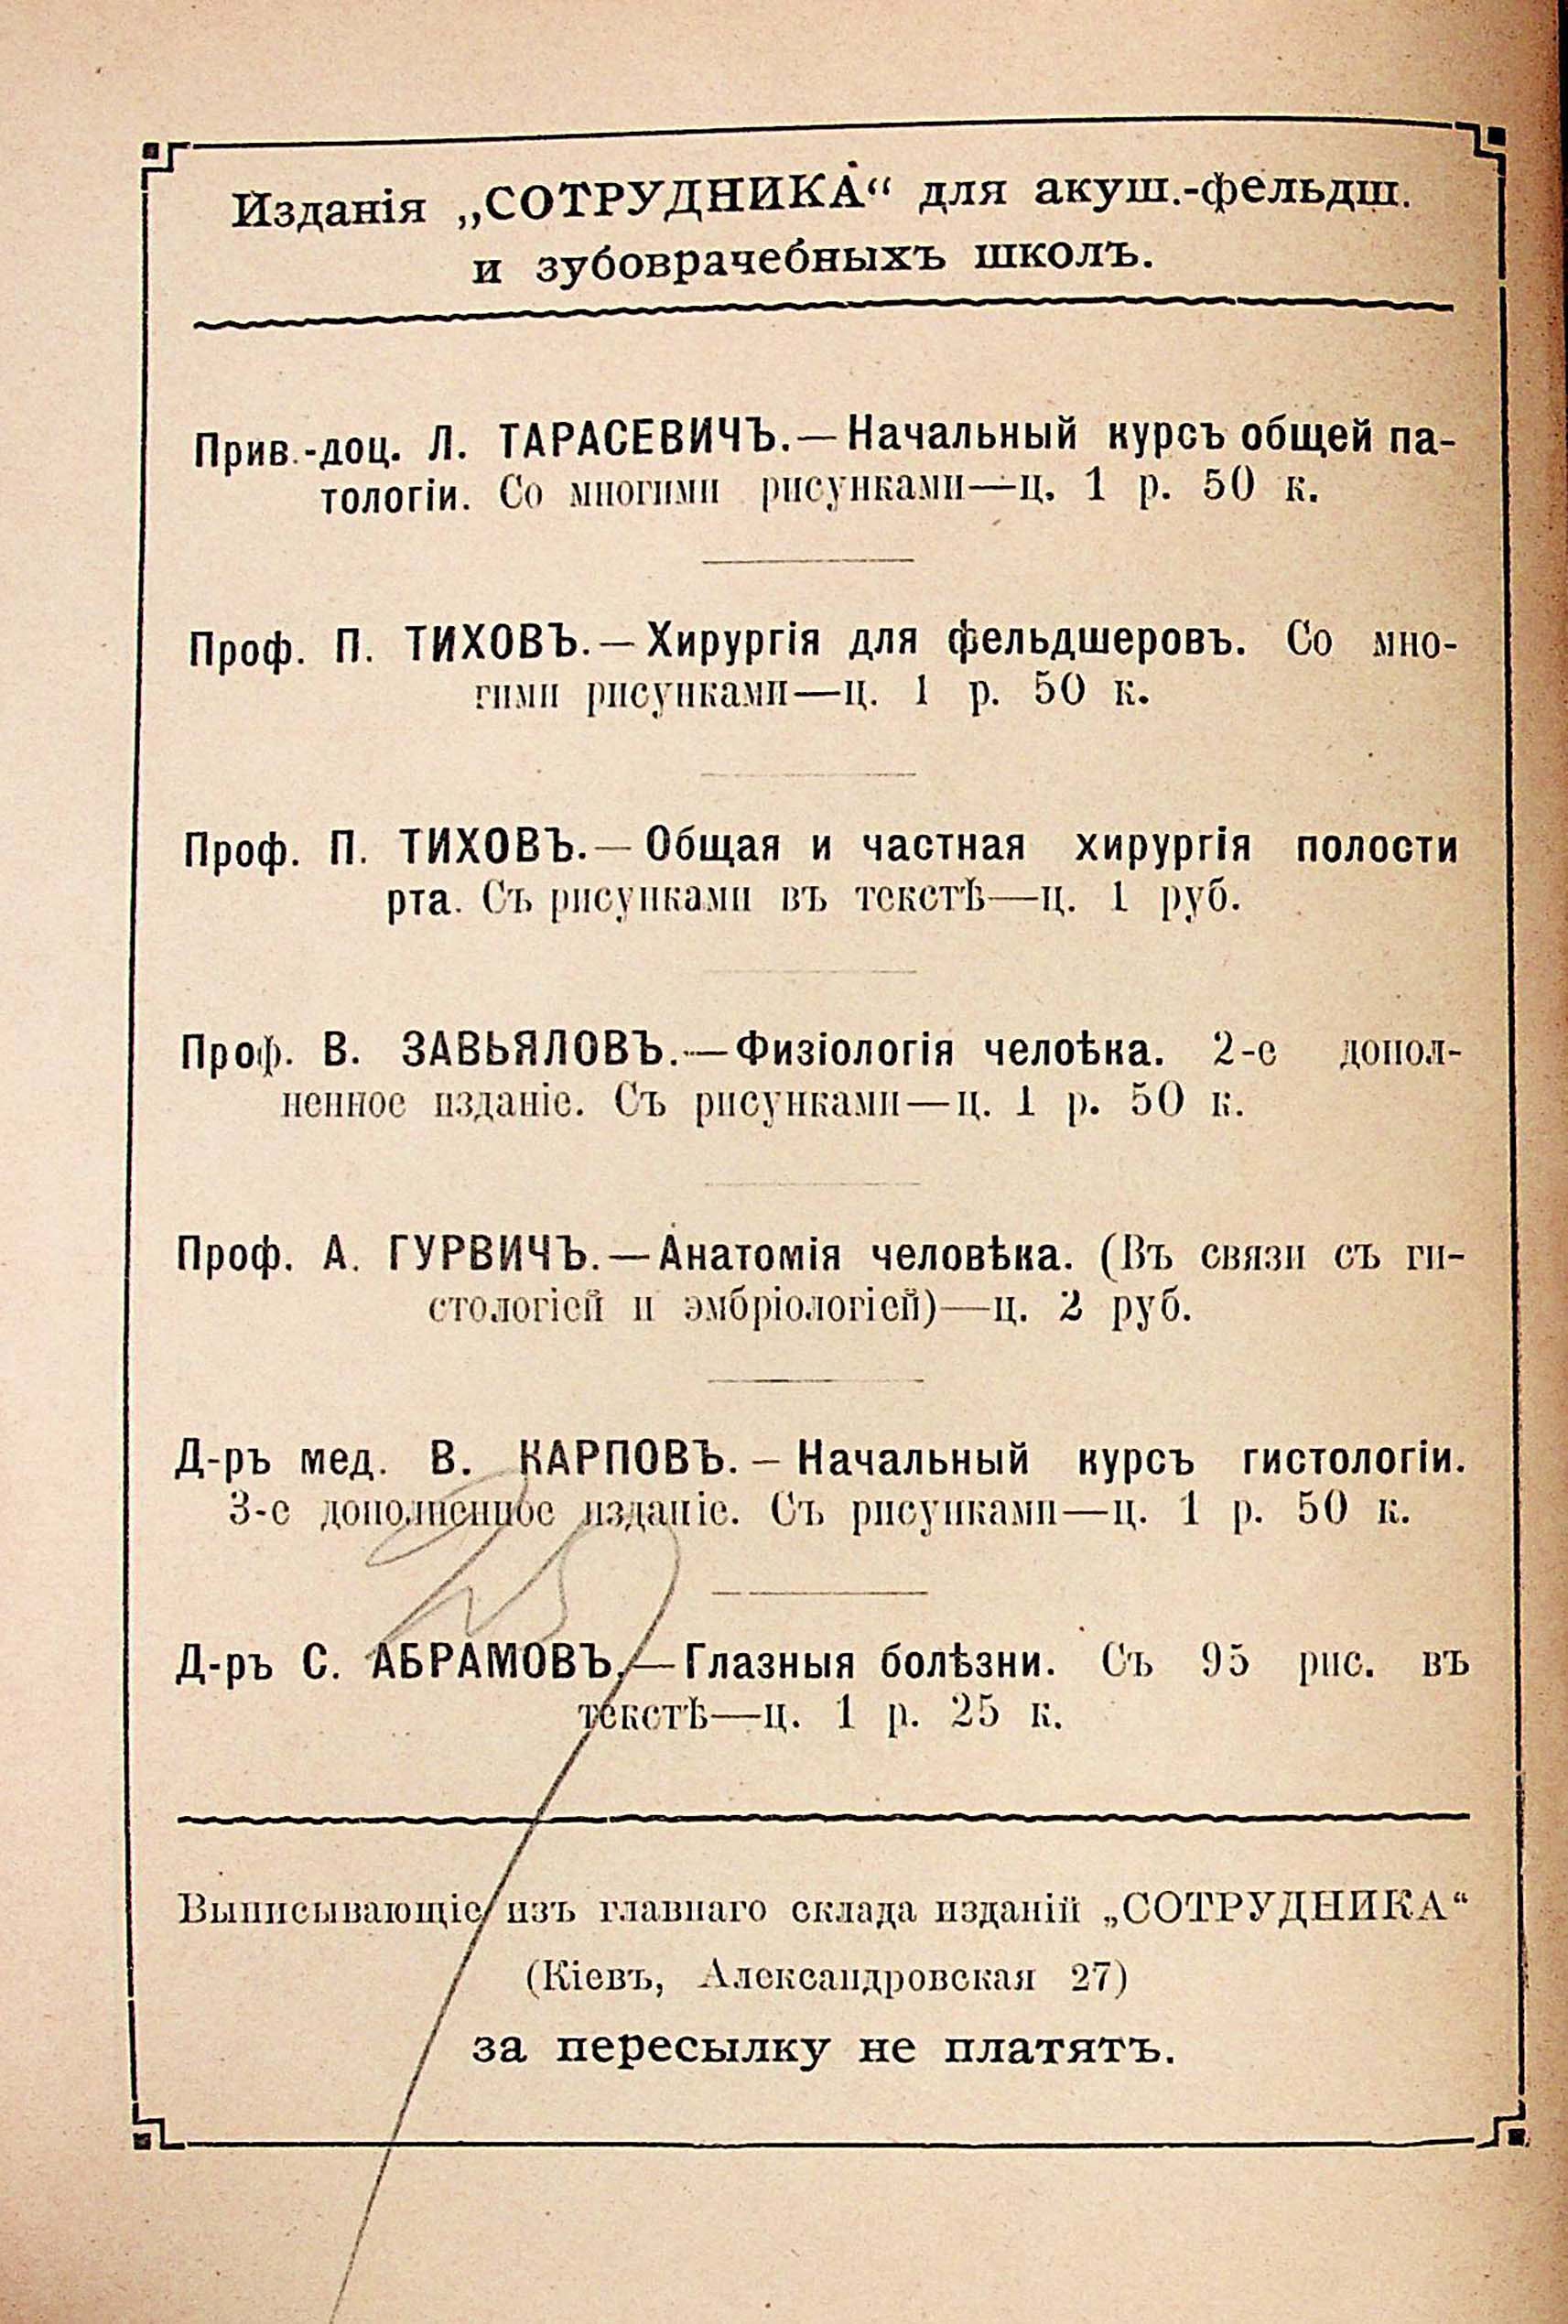 Изданія „СОТРУДНИКА“ для акуш.-фельдш.
и зубоврачебныхъ школъ.
Прив.-доц. Л. ТАРАСЕВИЧЪ.—Начальный курсъ общей па-
тологіи. Со многими рисунками—ц. 1 р. 50 к.
Проф. П. ТИХОВЪ.—Хирургія для фельдшеровъ. Со мно-
гими рисунками—ц. 1 р. 50 к.
Проф. П. ТИХОВЪ.—Общая и частная хирургія полости
рта. Съ рисунками въ текстѣ—ц. 1 руб.
Проф. В. ЗАВЬЯЛОВЪ.—Физіологія челоѣка. 2-е допол-
ненное изданіе. Съ рисунками—ц. 1 р. 50 к.
Проф. А. ГУРВИЧЪ.—Анатомія человѣка. (Въ связи съ ги-
стологіей и эмбріологіей)—ц. 2 руб.
Д-ръ мед. В. КАРПОВЪ.—Начальный курсъ гистологіи.
3-е дополненное изданіе. Съ рисунками—ц. 1 р. 50 к.
Д-ръ С. АБРАМОВЪ.—Глазныя болѣзни. Съ 95 рис. въ
текстѣ—ц. 1 р. 25 к.
Выписывающіе изъ главнаго склада изданій „СОТРУДНИКА“
(Кіевъ, Александровская 27)
за пересылку не платятъ.